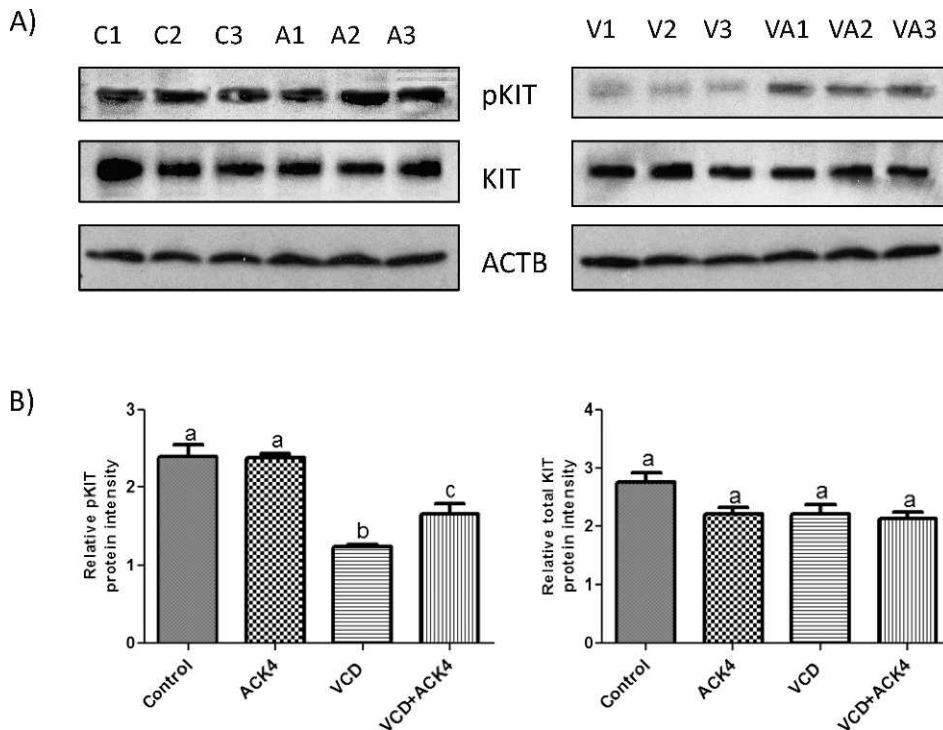 A)
C1 C2 C3 A1 A2 A3
V1 V2 V3 VA1 VA2 VA3
pKIT
KIT
ACTB
B)
Relative pKIT
protein intensity
3
2
1
0
a
a
b
c
Control
ACK4
VCD
VCD+ACK4
Relative total KIT
protein intensity
4
3
2
1
0
a
a
a
a
Control
ACK4
VCD
VCD+ACK4